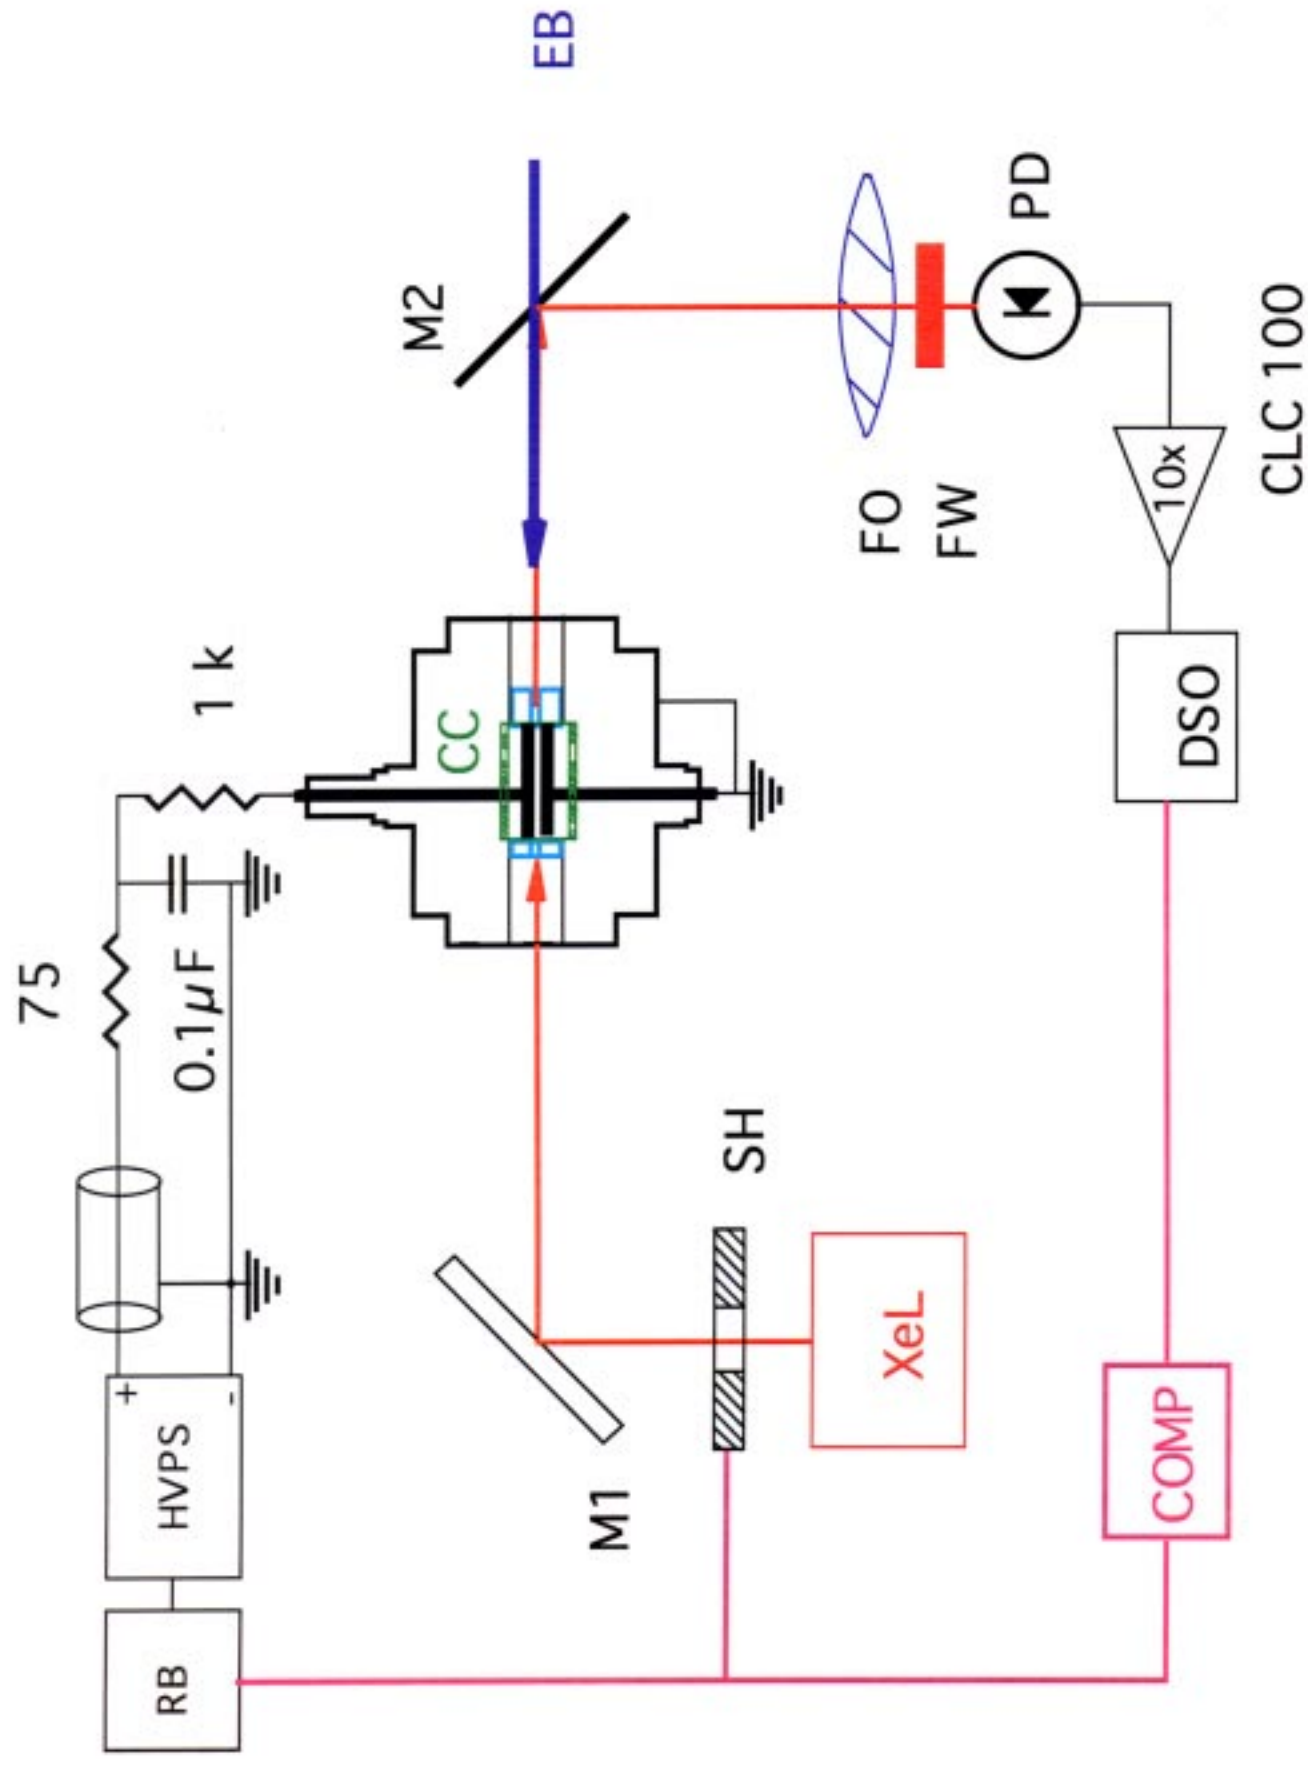 RB
HVPS
+
-
75
0.1μF
1 k
CC
M1
SH
XeL
M2
EB
FO
FW
PD
COMP
DSO
10x
CLC 100